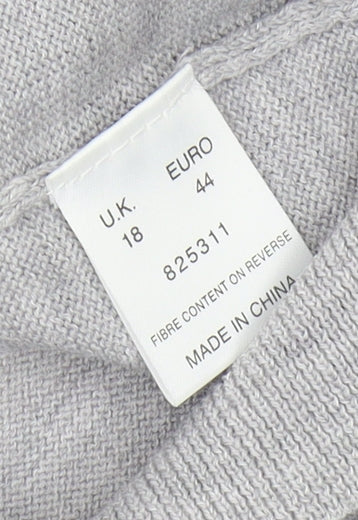 U.K. EURO
18 44
825311
FIBRE CONTENT ON REVERSE
MADE IN CHINA